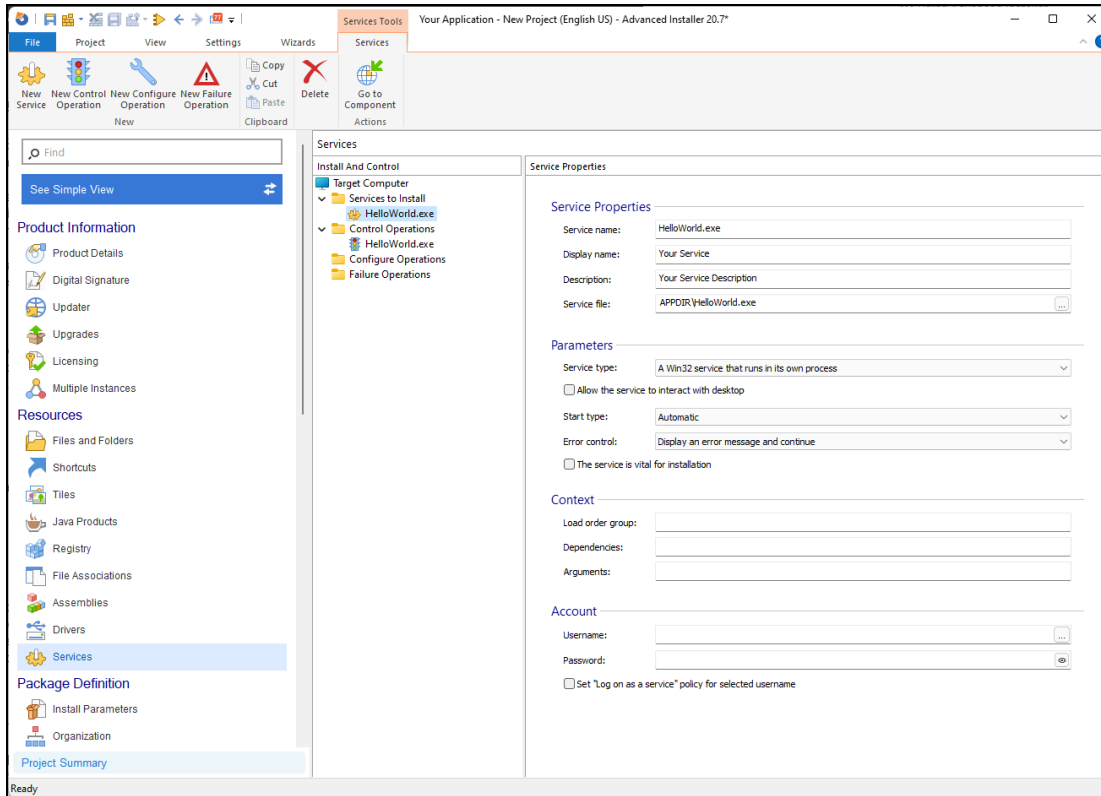 Services Tools
Your Application - New Project (English US) - Advanced Installer 20.7*
File Project View Settings Wizards Services
New Service
New Control Operation
New Configure Operation
New Failure Operation
New
Copy
Cut
Paste
Clipboard
Delete
Go to Component
Actions
Find
See Simple View
Product Information
Product Details
Digital Signature
Updater
Upgrades
Licensing
Multiple Instances
Resources
Files and Folders
Shortcuts
Tiles
Java Products
Registry
File Associations
Assemblies
Drivers
Services
Package Definition
Install Parameters
Organization
Project Summary
Ready
Services
Install And Control
Target Computer
Services to Install
HelloWorld.exe
Control Operations
HelloWorld.exe
Configure Operations
Failure Operations
Service Properties
Service Properties
Service name: HelloWorld.exe
Display name: Your Service
Description: Your Service Description
Service file: APPDIR\HelloWorld.exe ...
Parameters
Service type: A Win32 service that runs in its own process
Allow the service to interact with desktop
Start type: Automatic
Error control: Display an error message and continue
The service is vital for installation
Context
Load order group:
Dependencies:
Arguments:
Account
Username: ...
Password:
Set "Log on as a service" policy for selected username